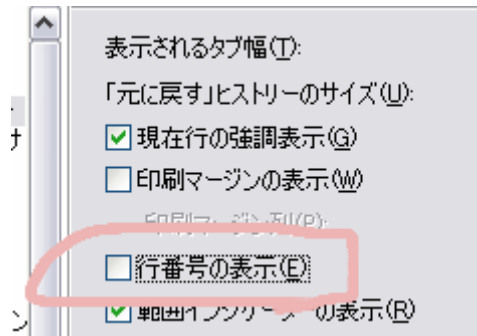 表示されるタブ幅(T):
「元に戻す」ヒストリーのサイズ(U):
現在行の強調表示(G)
印刷マージンの表示(W)
印刷マージン列(P):
行番号の表示(E)
範囲インジケーターの表示(R)